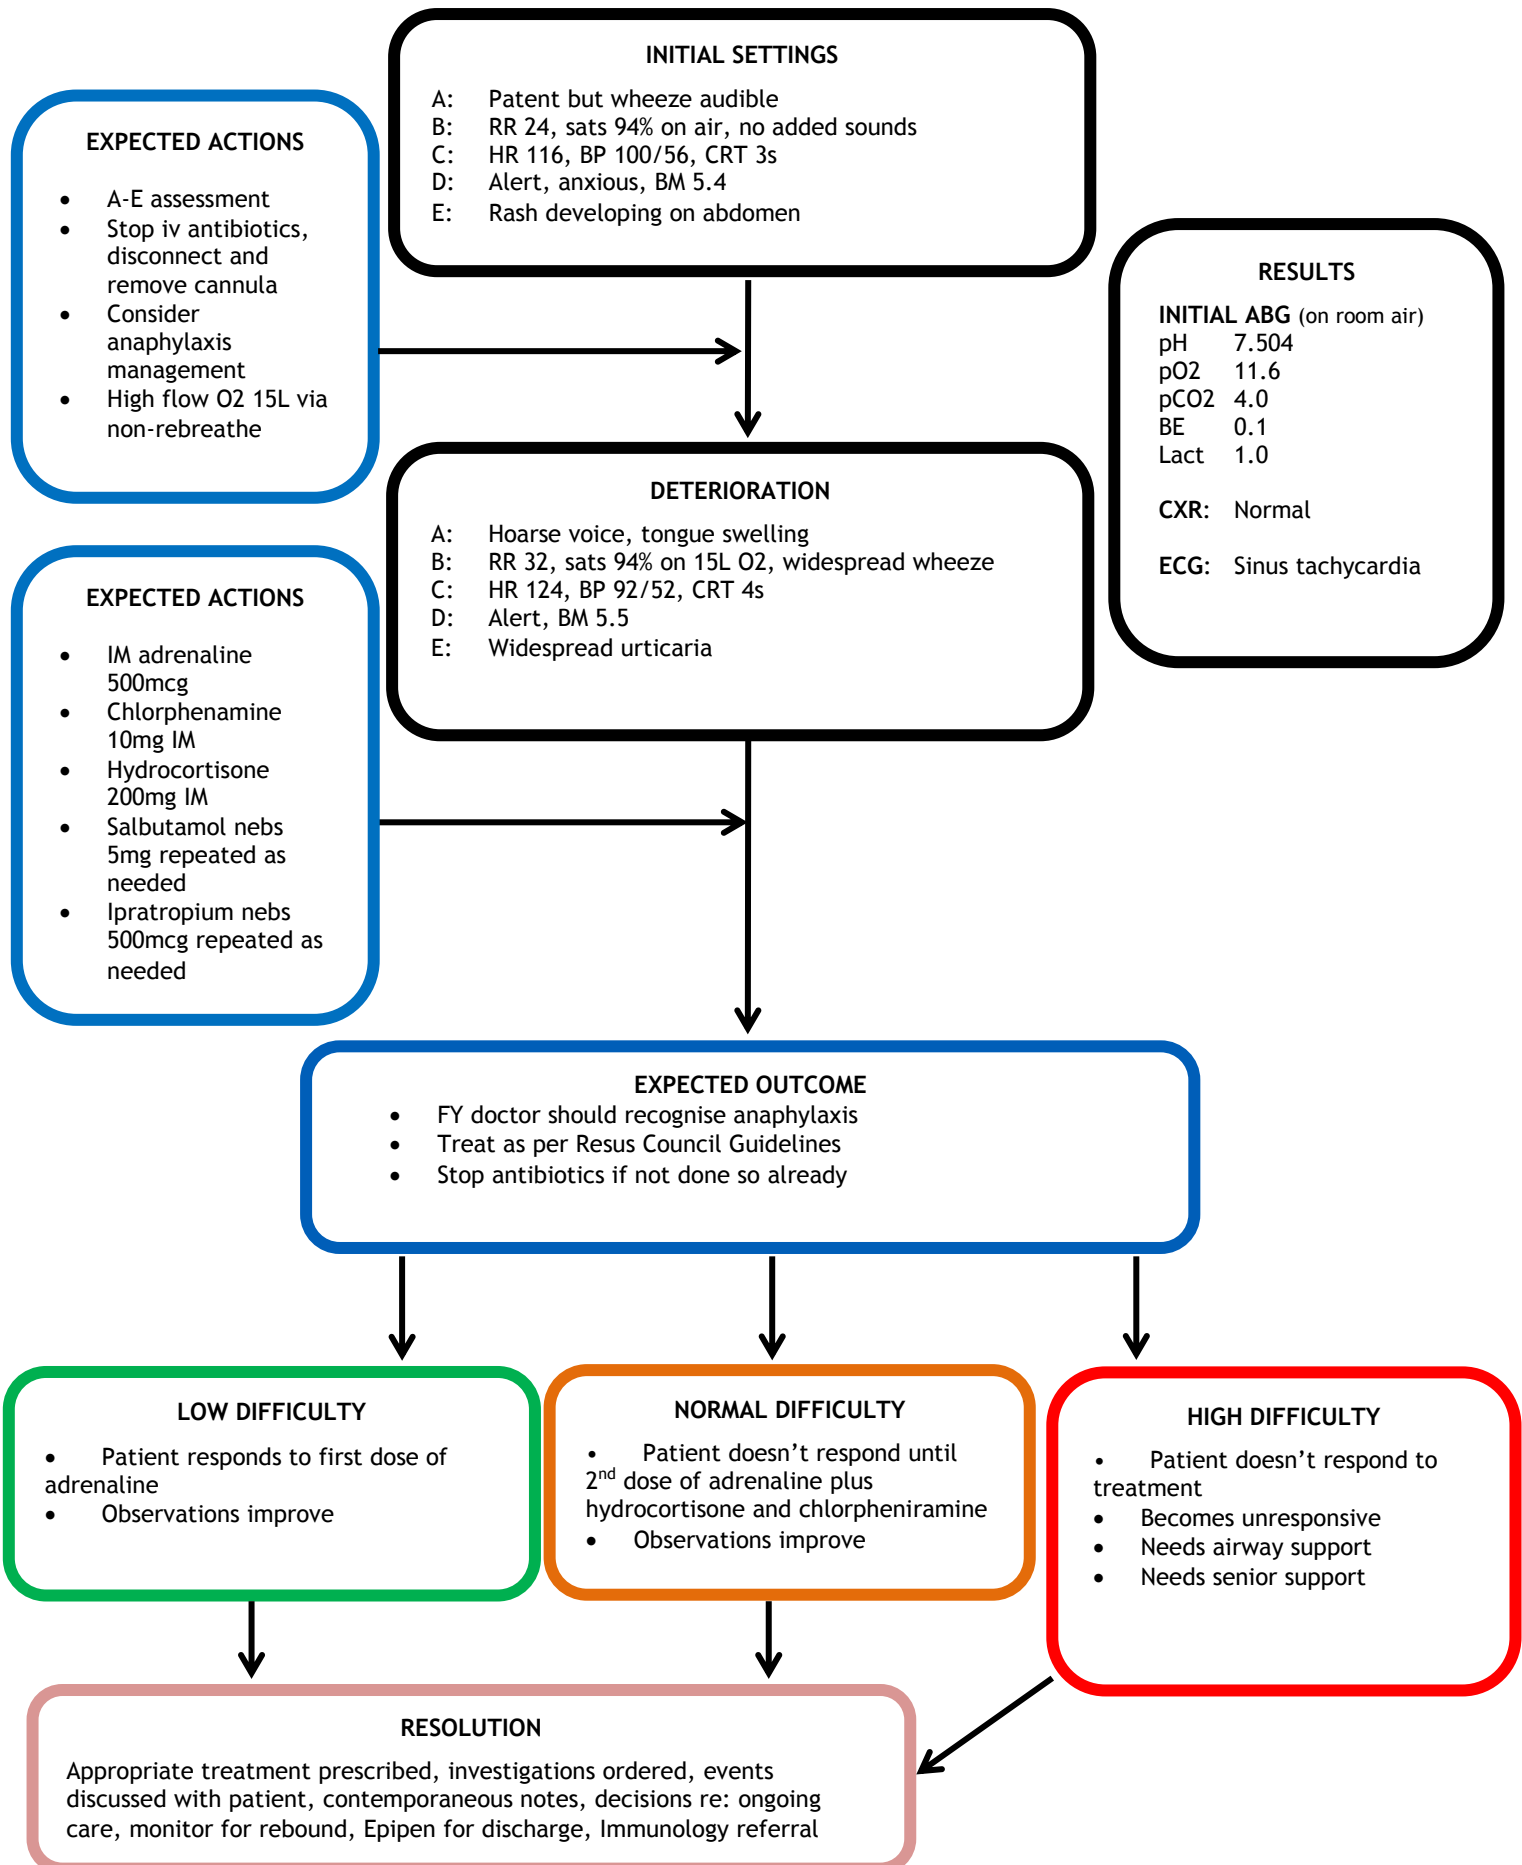 INITIAL SETTINGS
A: Patent but wheeze audible
B: RR 24, sats 94% on air, no added sounds
C: HR 116, BP 100/56, CRT 3s
D: Alert, anxious, BM 5.4
E: Rash developing on abdomen
EXPECTED ACTIONS
• A-E assessment
• Stop iv antibiotics,
disconnect and
remove cannula
• Consider
anaphylaxis
management
• High flow O2 15L via
non-rebreathe
RESULTS
INITIAL ABG (on room air)
pH 7.504
pO2 11.6
pCO2 4.0
BE 0.1
Lact 1.0
CXR: Normal
ECG: Sinus tachycardia
DETERIORATION
A: Hoarse voice, tongue swelling
B: RR 32, sats 94% on 15L O2, widespread wheeze
C: HR 124, BP 92/52, CRT 4s
D: Alert, BM 5.5
E: Widespread urticaria
EXPECTED ACTIONS
• IM adrenaline
500mcg
• Chlorphenamine
10mg IM
• Hydrocortisone
200mg IM
• Salbutamol nebs
5mg repeated as
needed
• Ipratropium nebs
500mcg repeated as
needed
EXPECTED OUTCOME
• FY doctor should recognise anaphylaxis
• Treat as per Resus Council Guidelines
• Stop antibiotics if not done so already
LOW DIFFICULTY
• Patient responds to first dose of
adrenaline
• Observations improve
NORMAL DIFFICULTY
• Patient doesn’t respond until
2nd dose of adrenaline plus
hydrocortisone and chlorpheniramine
• Observations improve
HIGH DIFFICULTY
• Patient doesn’t respond to
treatment
• Becomes unresponsive
• Needs airway support
• Needs senior support
RESOLUTION
Appropriate treatment prescribed, investigations ordered, events
discussed with patient, contemporaneous notes, decisions re: ongoing
care, monitor for rebound, Epipen for discharge, Immunology referral